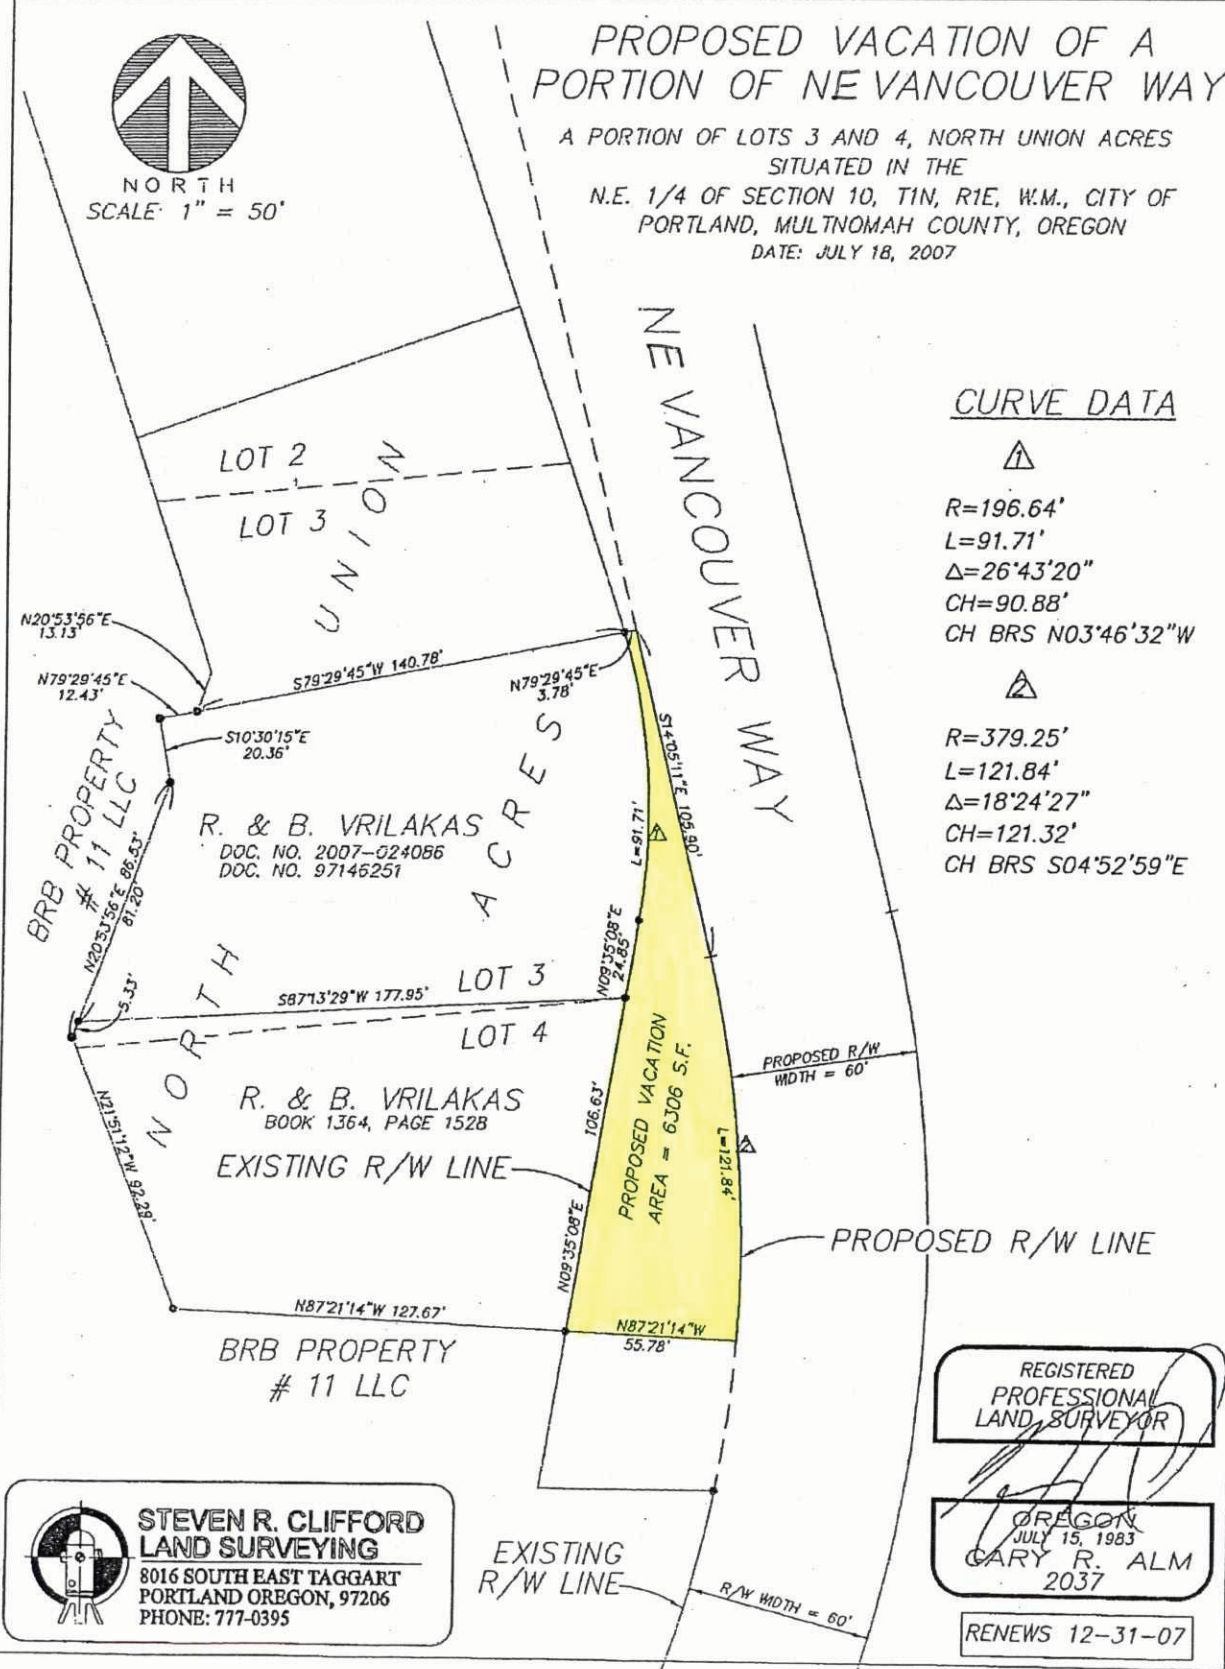 PROPOSED VACATION OF A
PORTION OF NE VANCOUVER WAY
A PORTION OF LOTS 3 AND 4, NORTH UNION ACRES
SITUATED IN THE
N.E. 1/4 OF SECTION 10, T1N, R1E, W.M., CITY OF
PORTLAND, MULTNOMAH COUNTY, OREGON
DATE: JULY 18, 2007
NORTH
SCALE: 1" = 50'
NE VANCOUVER WAY
CURVE DATA
1
R=196.64'
L=91.71'
Δ=26°43'20"
CH=90.88'
CH BRS N03°46'32"W
2
R=379.25'
L=121.84'
Δ=18°24'27"
CH=121.32'
CH BRS S04°52'59"E
LOT 2
LOT 3
NORTH UNION ACRES
N20°53'56"E
13.13'
N79°29'45"E
12.43'
S10°30'15"E
20.36'
S79°29'45"W 140.78'
N79°29'45"E
3.78'
S14°05'11"E 105.90'
L=91.71'
1
BRB PROPERTY
# 11 LLC
N20°53'56"E 86.53'
81.20'
5.33'
R. & B. VRILAKAS
DOC. NO. 2007-024086
DOC. NO. 97146251
N09°35'08"E
24.85'
LOT 3
S87°13'29"W 177.95'
LOT 4
R. & B. VRILAKAS
BOOK 1364, PAGE 1528
EXISTING R/W LINE
N21°51'12"W 92.29'
106.63'
N09°35'08"E
PROPOSED VACATION
AREA = 6306 S.F.
PROPOSED R/W
WIDTH = 60'
L=121.84'
2
PROPOSED R/W LINE
N87°21'14"W 127.67'
N87°21'14"W
55.78'
BRB PROPERTY
# 11 LLC
EXISTING
R/W LINE
R/W WIDTH = 60'
STEVEN R. CLIFFORD
LAND SURVEYING
8016 SOUTH EAST TAGGART
PORTLAND OREGON, 97206
PHONE: 777-0395
REGISTERED
PROFESSIONAL
LAND SURVEYOR
OREGON
JULY 15, 1983
GARY R. ALM
2037
RENEWS 12-31-07